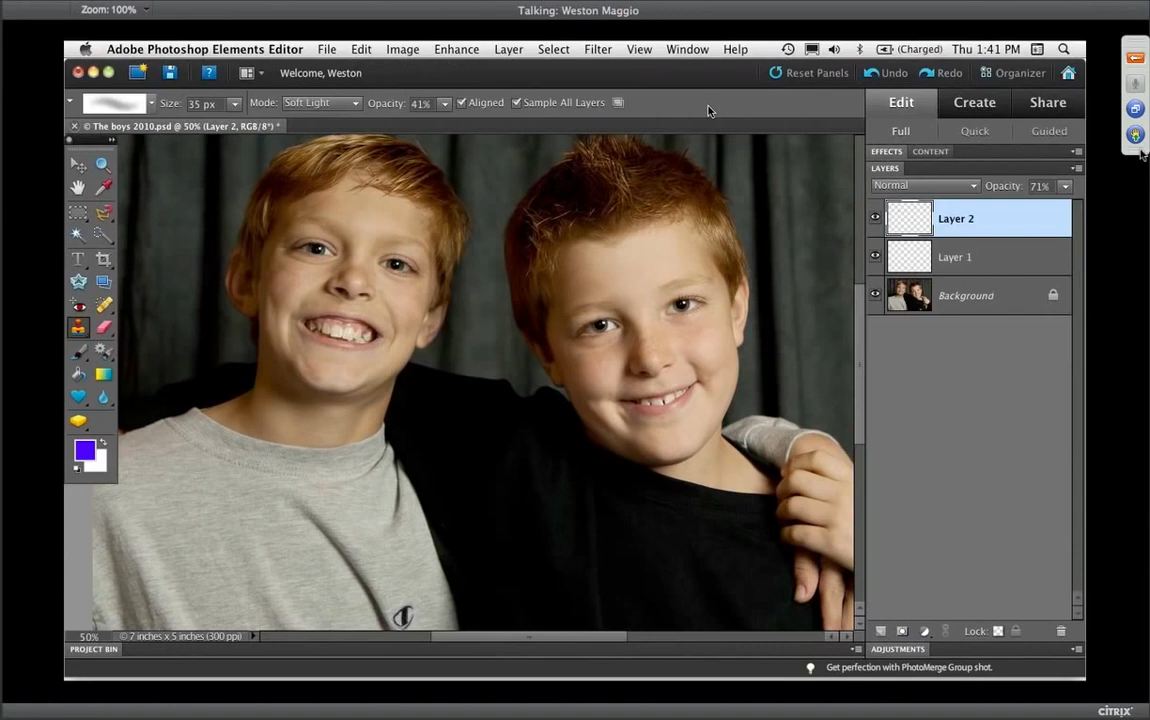 Zoom: 100%
Talking: Weston Maggio
Adobe Photoshop Elements Editor File Edit Image Enhance Layer Select Filter View Window Help (Charged) Thu 1:41 PM
Welcome, Weston Reset Panels Undo Redo Organizer
Size: 35 px Mode: Soft Light Opacity: 41% Aligned Sample All Layers
Edit Create Share
© The boys 2010.psd @ 50% (Layer 2, RGB/8*) *
Full Quick Guided
EFFECTS CONTENT
LAYERS
Normal Opacity: 71%
Layer 2
Layer 1
Background
50% © 7 inches x 5 inches (300 ppi)
Lock:
PROJECT BIN
ADJUSTMENTS
Get perfection with PhotoMerge Group shot.
CITRIX